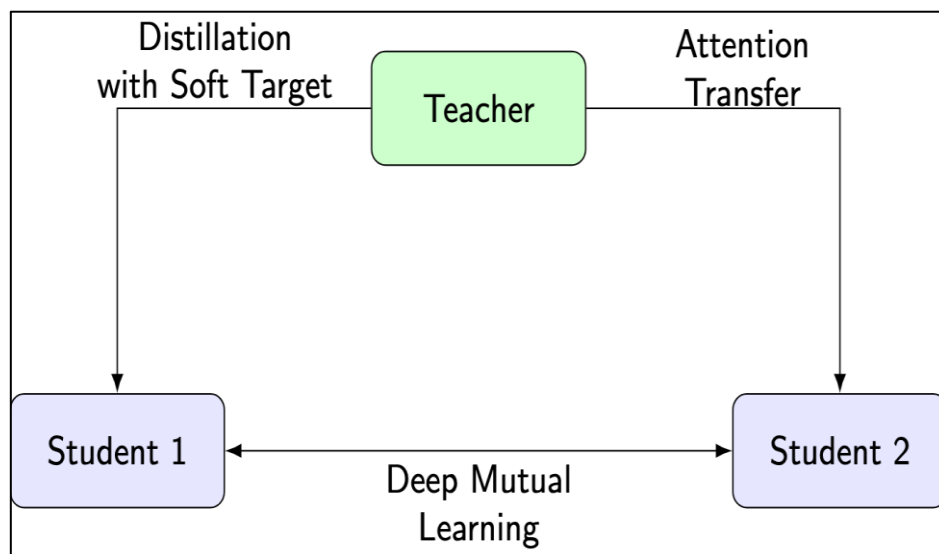 Distillation
with Soft Target
Teacher
Attention
Transfer
Student 1
Deep Mutual
Learning
Student 2